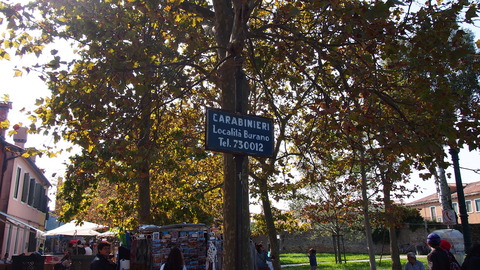 CARABINIERI
Località Burano
Tel. 730012